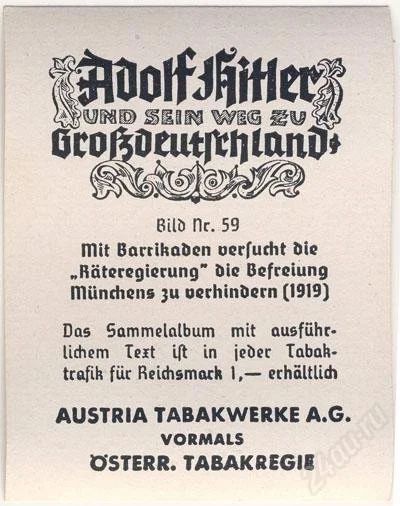 Adolf Hitler
UND SEIN WEG ZU
Großdeutschland
Bild Nr. 59
Mit Barrikaden versucht die
„Räteregierung" die Befreiung
Münchens zu verhindern (1919)
Das Sammelalbum mit ausführ-
lichem Text ist in jeder Tabak-
trafik für Reichsmark 1,— erhältlich
AUSTRIA TABAKWERKE A.G.
VORMALS
ÖSTERR. TABAKREGIE
24au.ru